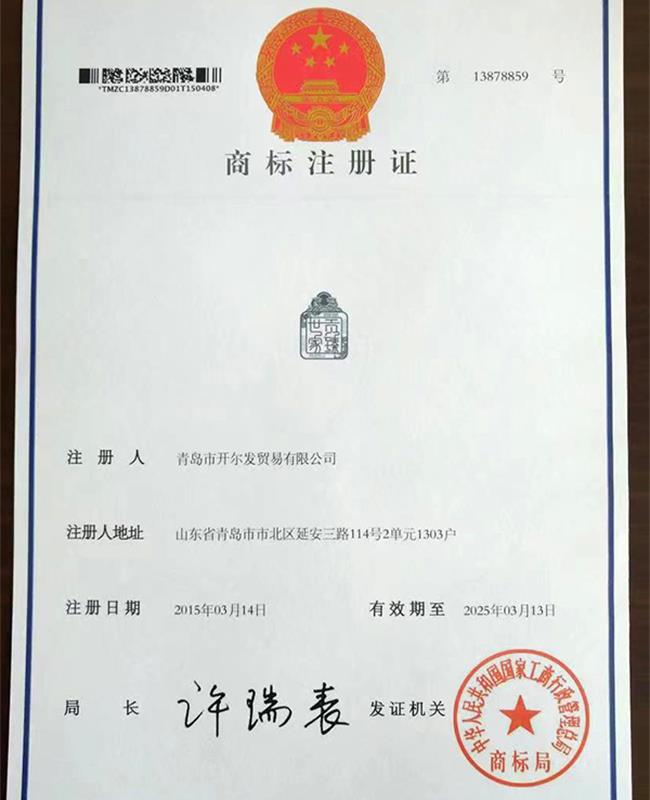 第 13878859 号
*TMZC13878859D01T150408*
商标注册证
世家
注册人 青岛市开尔发贸易有限公司
注册人地址 山东省青岛市市北区延安三路114号2单元1303户
注册日期 2015年03月14日 有效期至 2025年03月13日
局长 许瑞表 发证机关
中华人民共和国国家工商行政管理总局
商标局